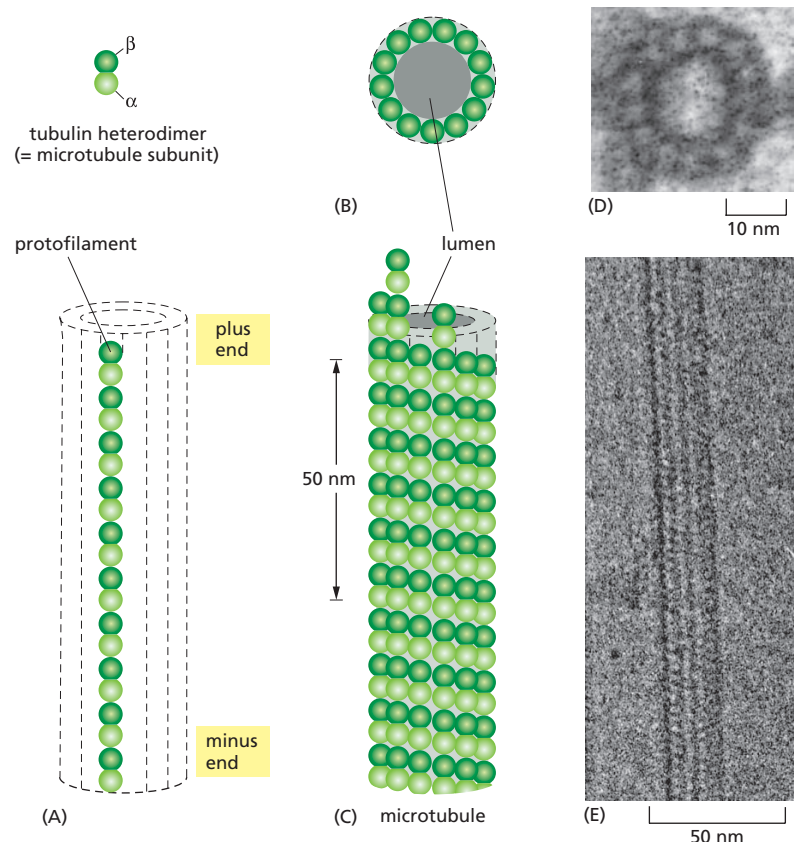 β
α
tubulin heterodimer
(= microtubule subunit)
(B)
(D)
10 nm
protofilament
lumen
plus
end
50 nm
minus
end
(A)
(C)
microtubule
(E)
50 nm